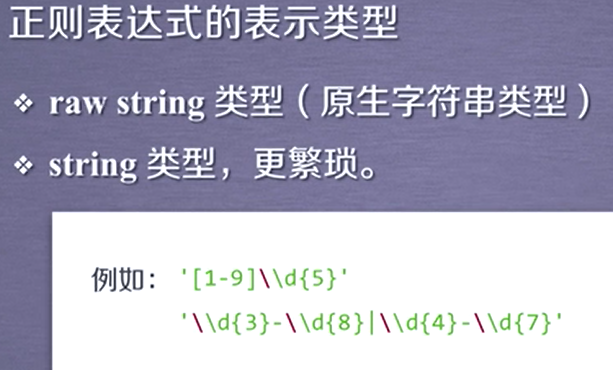 正则表达式的表示类型
❖ raw string 类型（原生字符串类型）
❖ string 类型，更繁琐。
例如： '[1-9]\\d{5}'
'\\d{3}-\\d{8}|\\d{4}-\\d{7}'